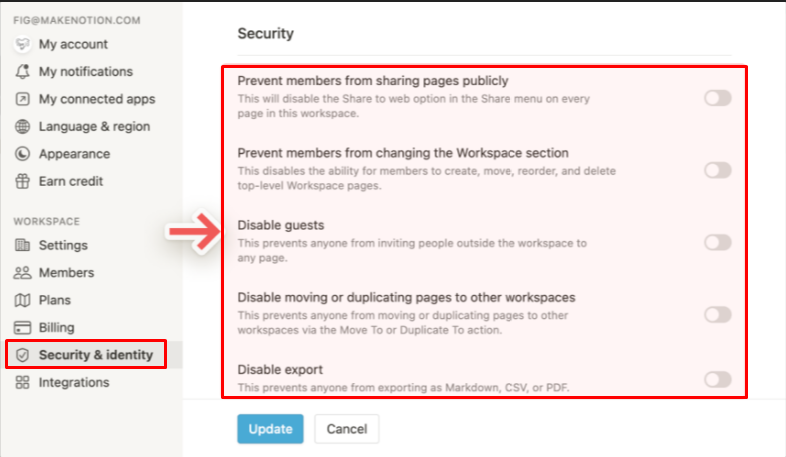 FIG@MAKENOTION.COM
My account
My notifications
My connected apps
Language & region
Appearance
Earn credit
WORKSPACE
Settings
Members
Plans
Billing
Security & identity
Integrations
Security
Prevent members from sharing pages publicly
This will disable the Share to web option in the Share menu on every
page in this workspace.
Prevent members from changing the Workspace section
This disables the ability for members to create, move, reorder, and delete
top-level Workspace pages.
Disable guests
This prevents anyone from inviting people outside the workspace to
any page.
Disable moving or duplicating pages to other workspaces
This prevents anyone from moving or duplicating pages to other
workspaces via the Move To or Duplicate To action.
Disable export
This prevents anyone from exporting as Markdown, CSV, or PDF.
Update
Cancel